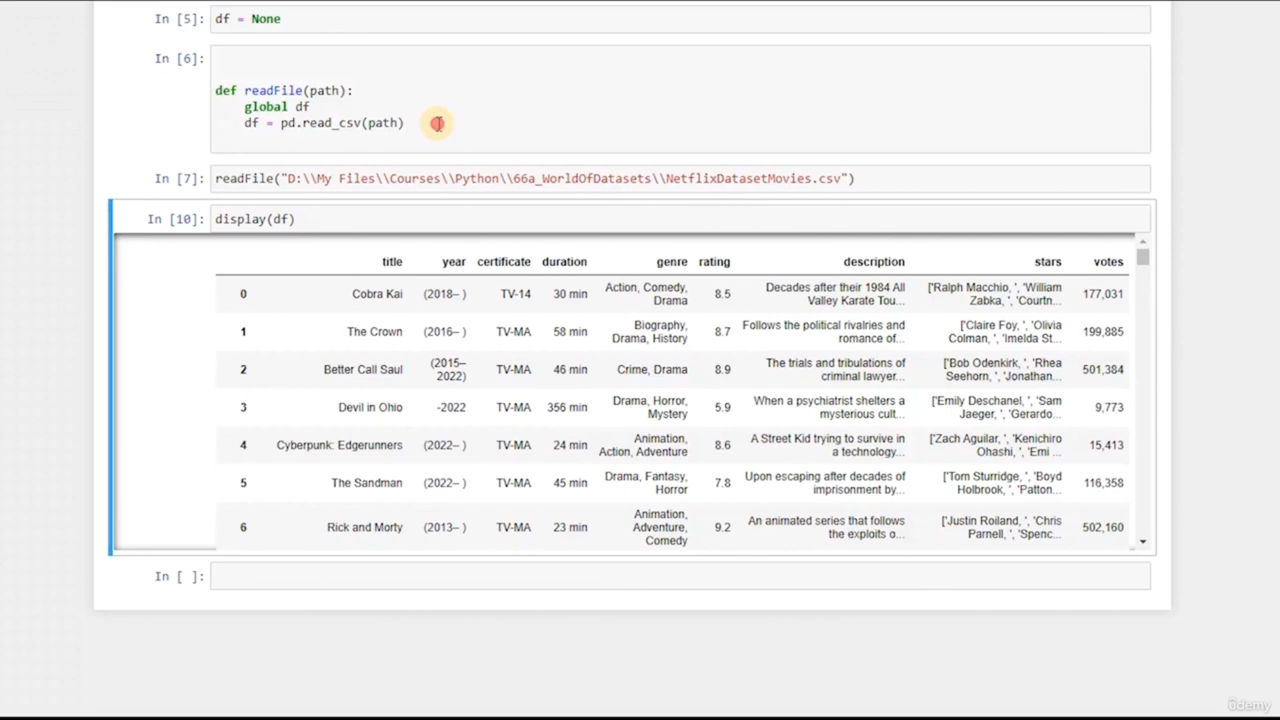 In [5]: df = None
In [6]:
def readFile(path):
global df
df = pd.read_csv(path)
In [7]: readFile("D:\\My Files\\Courses\\Python\\66a_WorldOfDatasets\\NetflixDatasetMovies.csv")
In [10]: display(df)
title year certificate duration genre rating description stars votes
0 Cobra Kai (2018– ) TV-14 30 min Action, Comedy, 8.5 Decades after their 1984 All ['Ralph Macchio, ', 'William 177,031
Drama Valley Karate Tou... Zabka, ', 'Courtn...
1 The Crown (2016– ) TV-MA 58 min Biography, 8.7 Follows the political rivalries and ['Claire Foy, ', 'Olivia 199,885
Drama, History romance of... Colman, ', 'Imelda St...
2 Better Call Saul (2015– TV-MA 46 min Crime, Drama 8.9 The trials and tribulations of ['Bob Odenkirk, ', 'Rhea 501,384
2022) criminal lawyer... Seehorn, ', 'Jonathan...
3 Devil in Ohio -2022 TV-MA 356 min Drama, Horror, 5.9 When a psychiatrist shelters a ['Emily Deschanel, ', 'Sam 9,773
Mystery mysterious cult... Jaeger, ', 'Gerardo...
4 Cyberpunk: Edgerunners (2022– ) TV-MA 24 min Animation, 8.6 A Street Kid trying to survive in ['Zach Aguilar, ', 'Kenichiro 15,413
Action, Adventure a technology... Ohashi, ', 'Emi ...
5 The Sandman (2022– ) TV-MA 45 min Drama, Fantasy, 7.8 Upon escaping after decades of ['Tom Sturridge, ', 'Boyd 116,358
Horror imprisonment by... Holbrook, ', 'Patton...
6 Rick and Morty (2013– ) TV-MA 23 min Animation, 9.2 An animated series that follows ['Justin Roiland, ', 'Chris 502,160
Adventure, the exploits o... Parnell, ', 'Spenc...
Comedy
In [ ]:
ûdemy